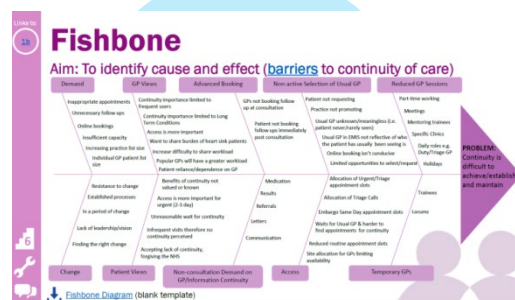 Links to
1b
Fishbone
Aim: To identify cause and effect (barriers to continuity of care)
Demand
GP Views
Advanced Booking
Non-active Selection of Usual GP
Reduced GP Sessions
Inappropriate appointments
Unnecessary follow ups
Online bookings
Insufficient capacity
Increasing practice list size
Individual GP patient list
size
Continuity importance limited to
frequent users
Continuity importance limited to Long
Term Conditions
Access is more important
Want to share burden of heart sink patients
Increase difficulty to share workload
Popular GPs will have a greater workload
Patient reliance/dependence on GP
GPs not booking follow
up at consultation
Patient not booking
follow ups immediately
post consultation
Patient not requesting
Practice not promoting
Usual GP unknown/meaningless (i.e.
patient never/rarely seen)
Usual GP in EMIS not reflective of who
the patient has usually been seeing is
Online booking isn't conducive
Limited opportunities to select/request
Part time working
Meetings
Mentoring trainees
Specific Clinics
Daily roles e.g.
Duty/Triage GP
Holidays
PROBLEM:
Continuity is
difficult to
achieve/establish
and maintain
Resistance to change
Established processes
In a period of change
Lack of leadership/vision
Finding the right change
Benefits of continuity not
valued or known
Access is more important for
urgent (2-3 day)
Unreasonable wait for continuity
Infrequent visits therefore no
continuity perceived
Accepting lack of continuity,
forgiving the NHS
Medication
Results
Referrals
Letters
Communication
Allocation of Urgent/Triage
appointment slots
Allocation of Triage Calls
Embargo Same Day appointment slots
Waits for Usual GP & harder to
find appointments for continuity
Reduced routine appointment slots
Site allocation for GPs limiting
availability
Trainees
Locums
Change
Patient Views
Non-consultation Demand on
GP/Information Continuity
Access
Temporary GPs
6
Fishbone Diagram (blank template)